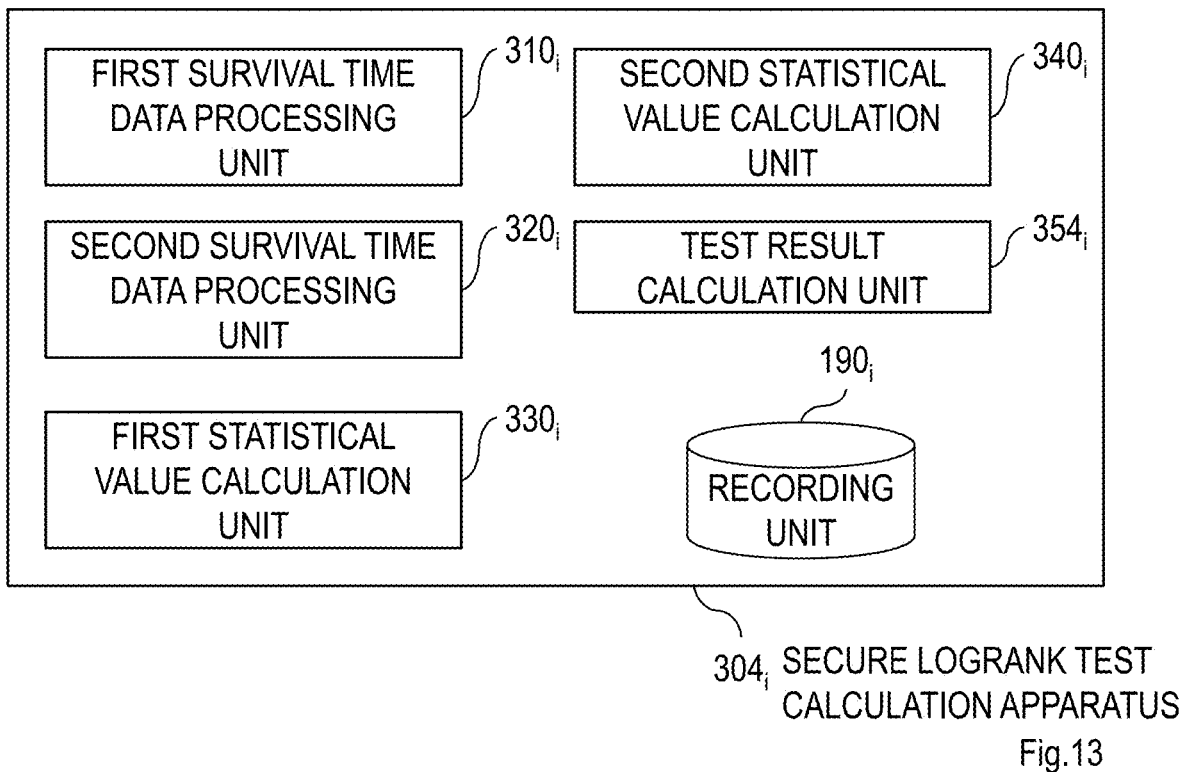 FIRST SURVIVAL TIME
DATA PROCESSING
UNIT
310i
SECOND SURVIVAL TIME
DATA PROCESSING
UNIT
320i
FIRST STATISTICAL
VALUE CALCULATION
UNIT
330i
SECOND STATISTICAL
VALUE CALCULATION
UNIT
340i
TEST RESULT
CALCULATION UNIT
354i
190i
RECORDING
UNIT
304i SECURE LOGRANK TEST
CALCULATION APPARATUS
Fig.13